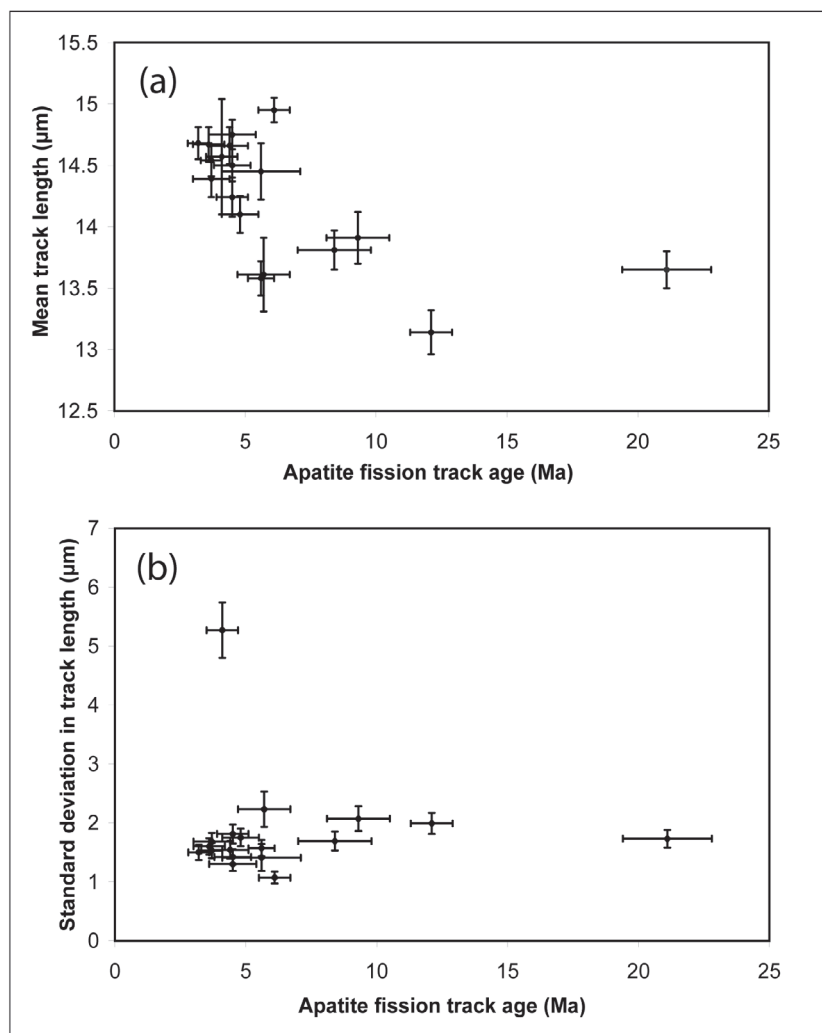 (a)
15.5
15
14.5
14
13.5
13
12.5
Mean track length (µm)
0 5 10 15 20 25
Apatite fission track age (Ma)
(b)
7
6
5
4
3
2
1
0
Standard deviation in track length (µm)
0 5 10 15 20 25
Apatite fission track age (Ma)